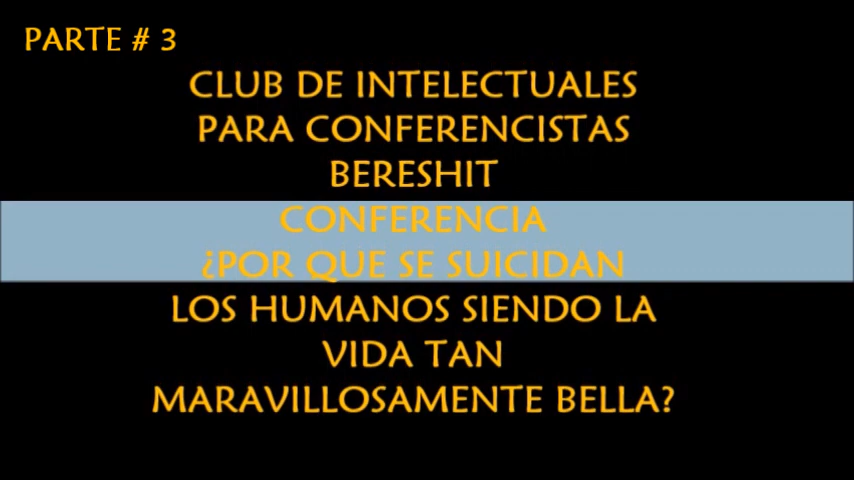 PARTE # 3
CLUB DE INTELECTUALES
PARA CONFERENCISTAS
BERESHIT
CONFERENCIA
¿POR QUE SE SUICIDAN
LOS HUMANOS SIENDO LA
VIDA TAN
MARAVILLOSAMENTE BELLA?